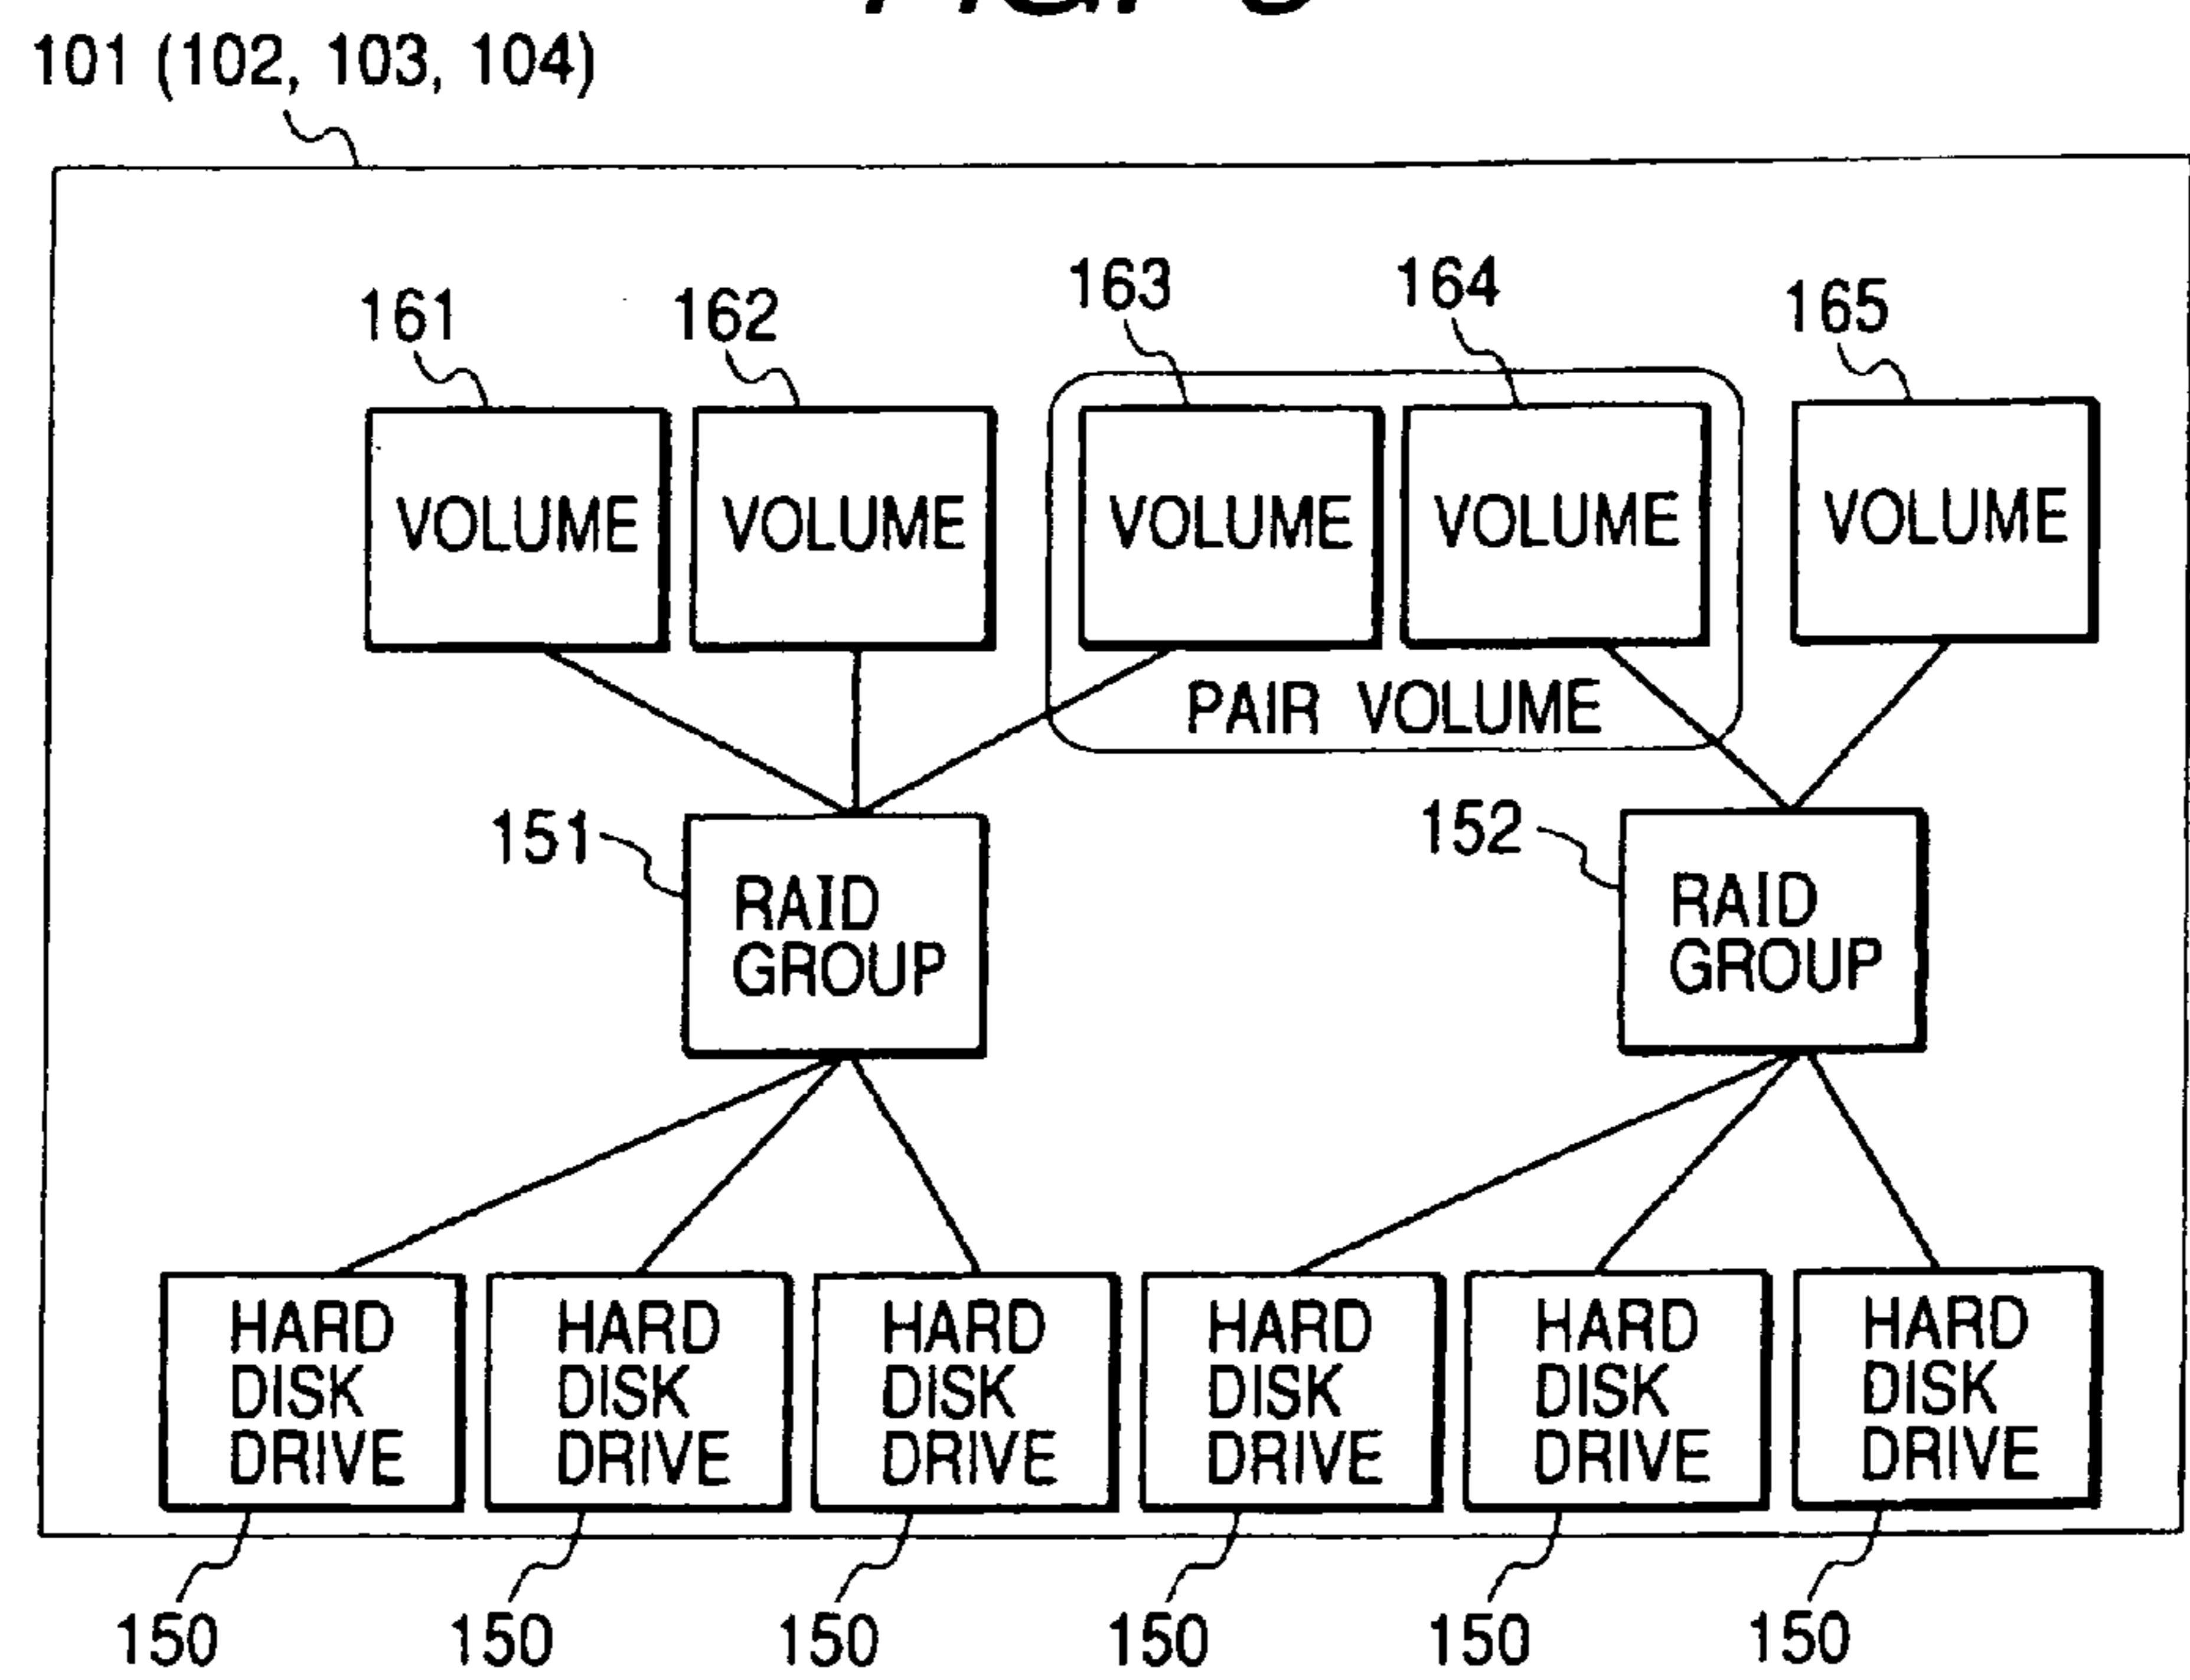 101 (102, 103, 104)
161
162
163
164
165
VOLUME
VOLUME
VOLUME
VOLUME
VOLUME
PAIR VOLUME
151
RAID
GROUP
152
RAID
GROUP
HARD
DISK
DRIVE
HARD
DISK
DRIVE
HARD
DISK
DRIVE
HARD
DISK
DRIVE
HARD
DISK
DRIVE
HARD
DISK
DRIVE
150
150
150
150
150
150